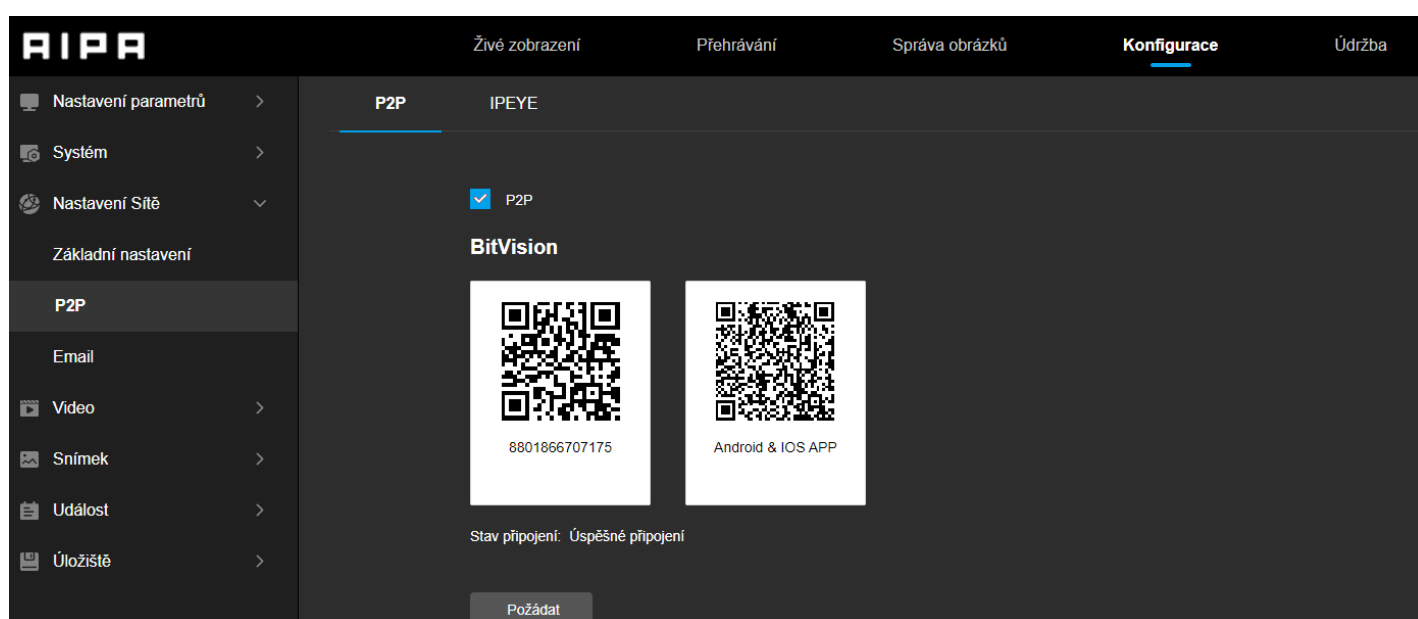 AIPA
Živé zobrazení
Přehrávání
Správa obrázků
Konfigurace
Údržba
Nastavení parametrů
Systém
Nastavení Sítě
Základní nastavení
P2P
Email
Video
Snímek
Událost
Úložiště
P2P
IPEYE
P2P
BitVision
8801866707175
Android & IOS APP
Stav připojení: Úspěšné připojení
Požádat